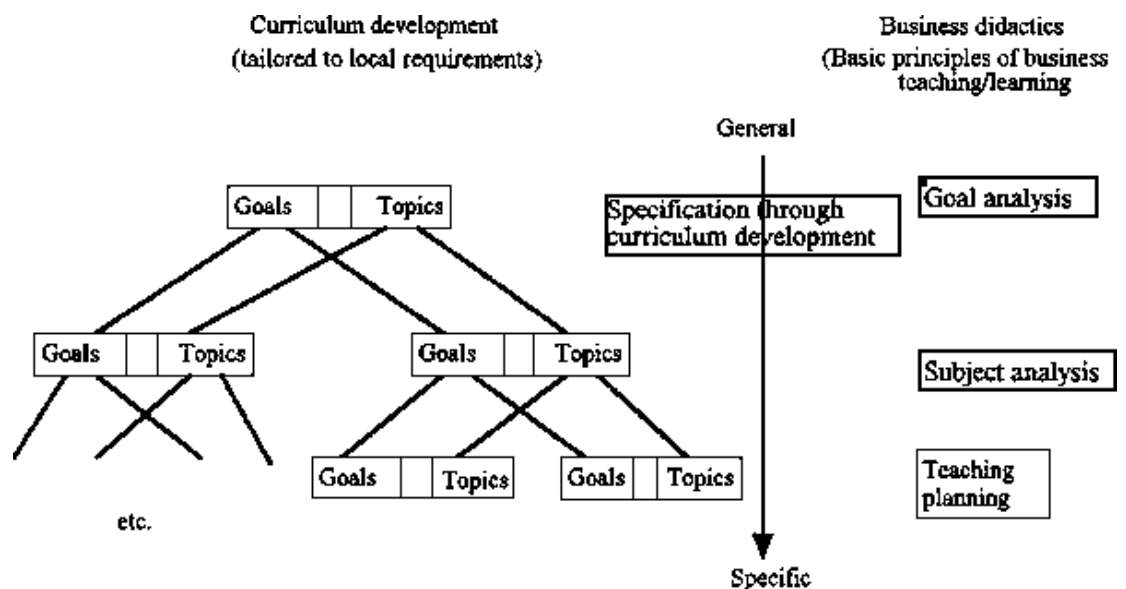 Curriculum development
(tailored to local requirements)
Business didactics
(Basic principles of business
teaching/learning
General
Goals Topics
Specification through
curriculum development
Goal analysis
Goals Topics
Goals Topics
Subject analysis
Goals Topics
Goals Topics
Teaching
planning
etc.
Specific